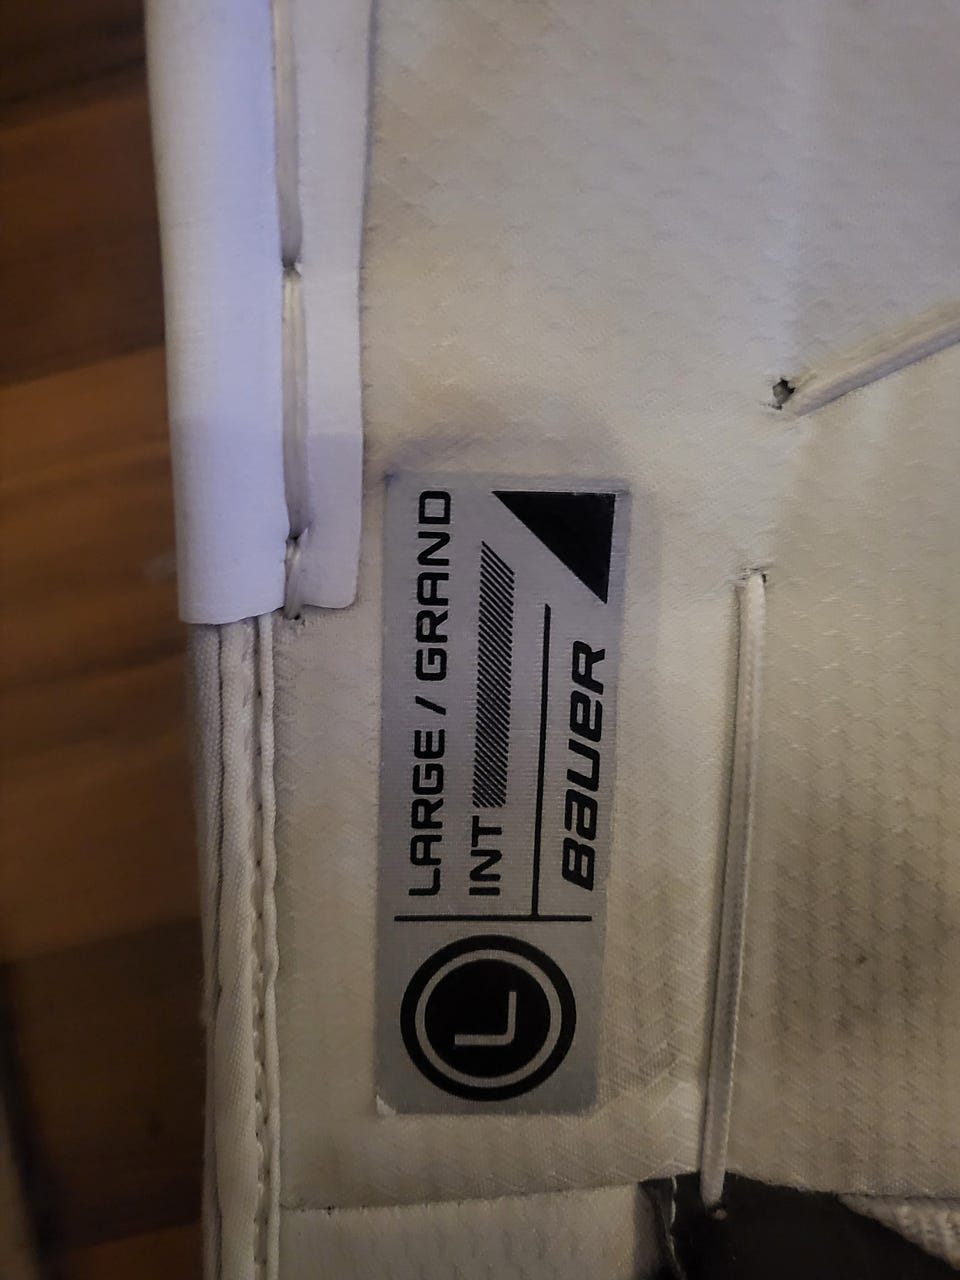 L
LARGE / GRAND
INT
BAUER